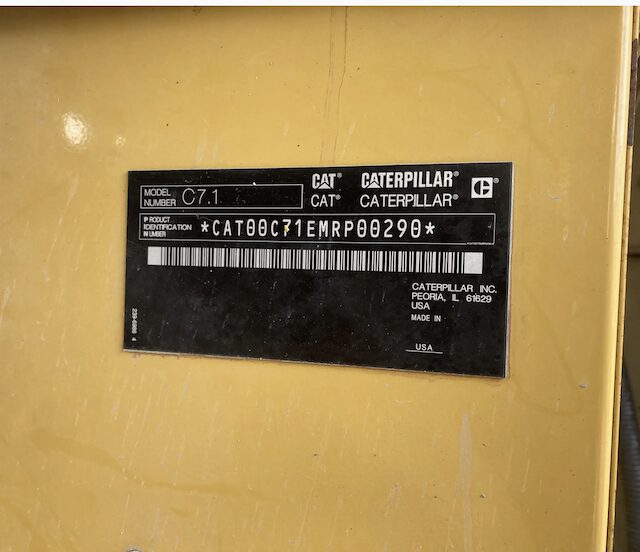 MODEL NUMBER C7.1
CAT® CATERPILLAR®
CAT® CATERPILLAR®
PRODUCT IDENTIFICATION NUMBER
*CAT00C71EMRP00290*
CATERPILLAR INC.
PEORIA, IL 61629
USA
MADE IN
USA